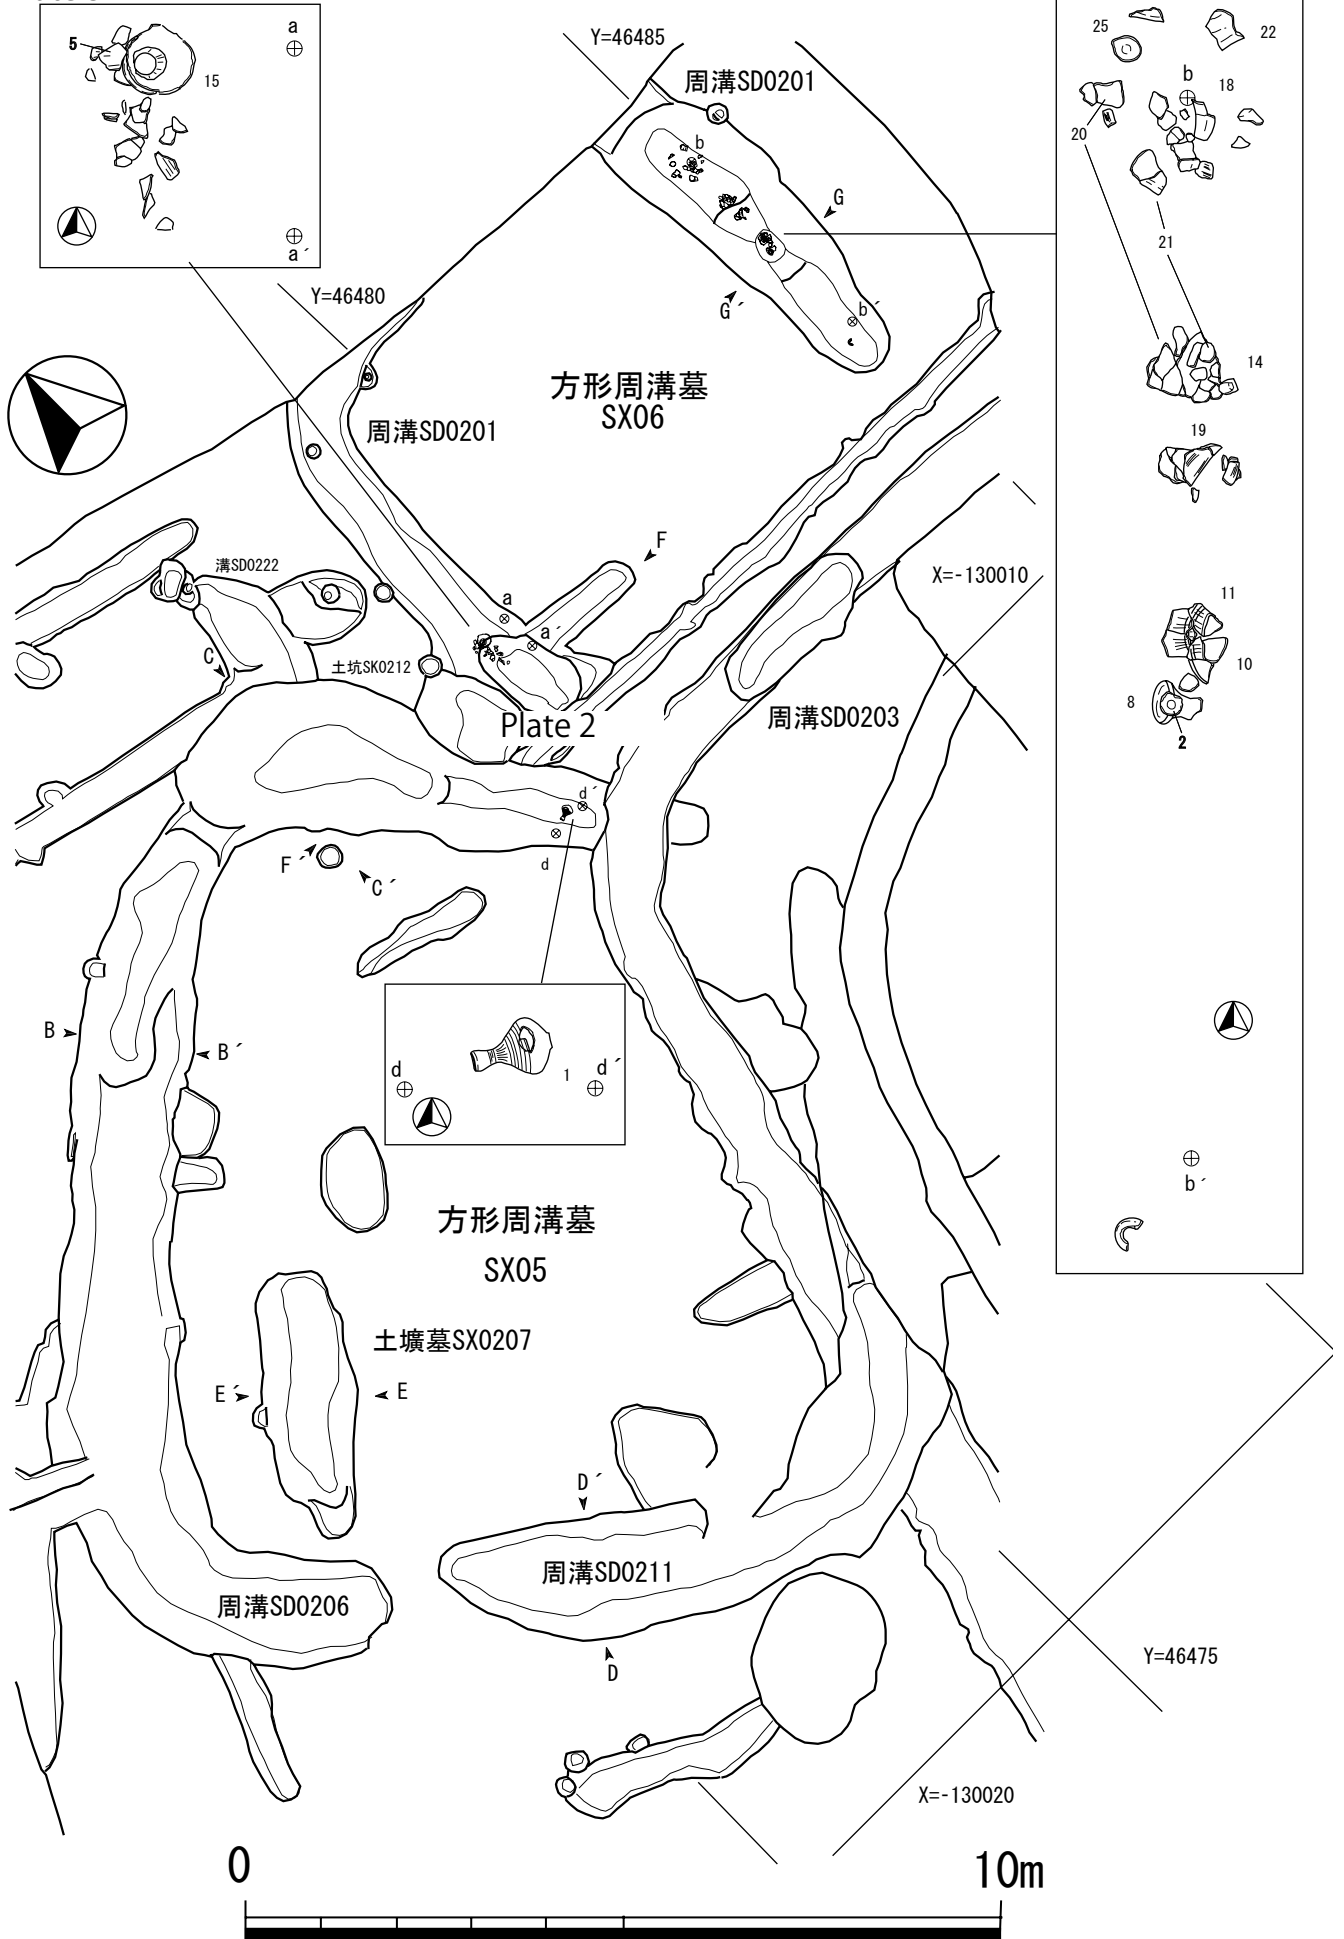 5
15
a
a´
Y=46485
周溝SD0201
b
G
G´
b´
25
22
b
18
20
21
14
19
11
10
8
2
b´
Y=46480
方形周溝墓
SX06
周溝SD0201
F
X=-130010
溝SD0222
a
a´
C
土坑SK0212
Plate 2
周溝SD0203
d´
d
F´
C´
B
B´
d
1
d´
方形周溝墓
SX05
土壙墓SX0207
E´
E
D´
周溝SD0211
周溝SD0206
D
Y=46475
X=-130020
0
10m